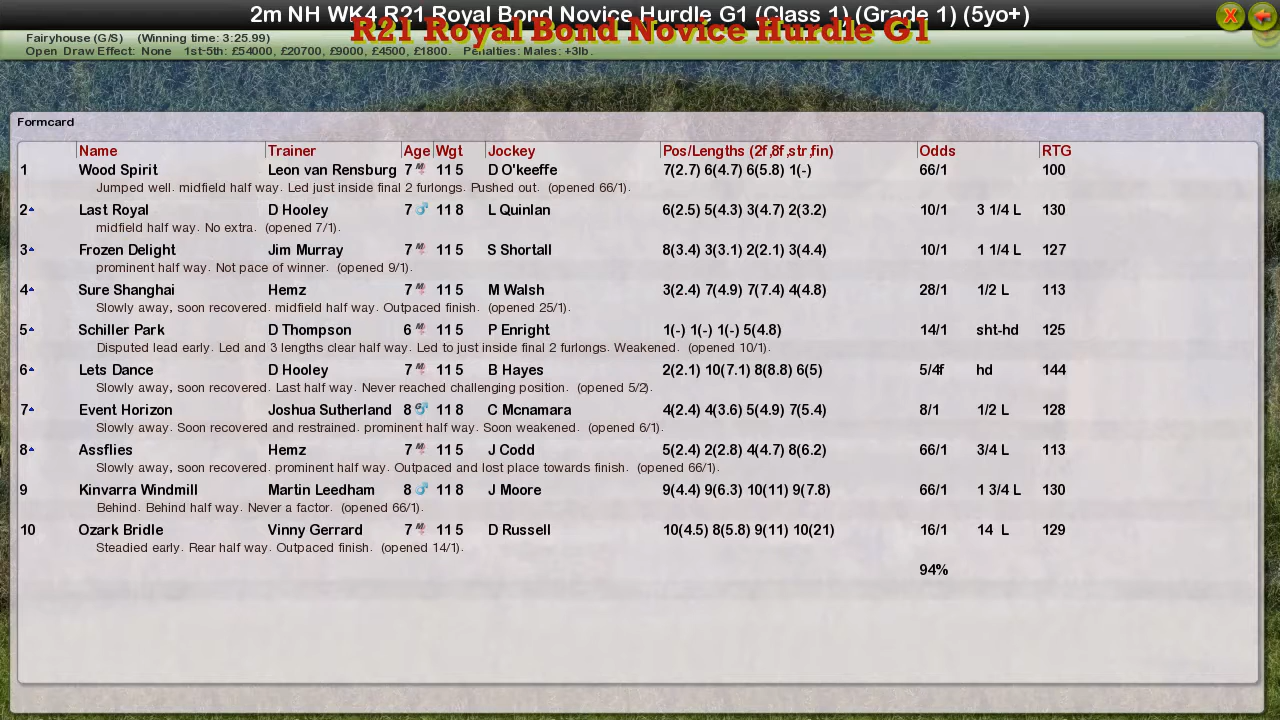 2m NH WK4 R21 Royal Bond Novice Hurdle G1 (Class 1) (Grade 1) (5yo+)
R21 Royal Bond Novice Hurdle G1
Fairyhouse (G/S) (Winning time: 3:25.99)
Open Draw Effect: None 1st-5th: £54000, £20700, £9000, £4500, £1800. Penalties: Males: +3lb.
X
Formcard
Name Trainer Age Wgt Jockey Pos/Lengths (2f,8f,str,fin) Odds RTG
1 Wood Spirit Leon van Rensburg 7 11 5 D O'keeffe 7(2.7) 6(4.7) 6(5.8) 1(-) 66/1 100
Jumped well. midfield half way. Led just inside final 2 furlongs. Pushed out. (opened 66/1).
2 Last Royal D Hooley 7 11 8 L Quinlan 6(2.5) 5(4.3) 3(4.7) 2(3.2) 10/1 3 1/4 L 130
midfield half way. No extra. (opened 7/1).
3 Frozen Delight Jim Murray 7 11 5 S Shortall 8(3.4) 3(3.1) 2(2.1) 3(4.4) 10/1 1 1/4 L 127
prominent half way. Not pace of winner. (opened 9/1).
4 Sure Shanghai Hemz 7 11 5 M Walsh 3(2.4) 7(4.9) 7(7.4) 4(4.8) 28/1 1/2 L 113
Slowly away, soon recovered. midfield half way. Outpaced finish. (opened 25/1).
5 Schiller Park D Thompson 6 11 5 P Enright 1(-) 1(-) 1(-) 5(4.8) 14/1 sht-hd 125
Disputed lead early. Led and 3 lengths clear half way. Led to just inside final 2 furlongs. Weakened. (opened 10/1).
6 Lets Dance D Hooley 7 11 5 B Hayes 2(2.1) 10(7.1) 8(8.8) 6(5) 5/4f hd 144
Slowly away, soon recovered. Last half way. Never reached challenging position. (opened 5/2).
7 Event Horizon Joshua Sutherland 8 11 8 C Mcnamara 4(2.4) 4(3.6) 5(4.9) 7(5.4) 8/1 1/2 L 128
Slowly away. Soon recovered and restrained. prominent half way. Soon weakened. (opened 6/1).
8 Assflies Hemz 7 11 5 J Codd 5(2.4) 2(2.8) 4(4.7) 8(6.2) 66/1 3/4 L 113
Slowly away, soon recovered. prominent half way. Outpaced and lost place towards finish. (opened 66/1).
9 Kinvarra Windmill Martin Leedham 8 11 8 J Moore 9(4.4) 9(6.3) 10(11) 9(7.8) 66/1 1 3/4 L 130
Behind. Behind half way. Never a factor. (opened 66/1).
10 Ozark Bridle Vinny Gerrard 7 11 5 D Russell 10(4.5) 8(5.8) 9(11) 10(21) 16/1 14 L 129
Steadied early. Rear half way. Outpaced finish. (opened 14/1).
94%